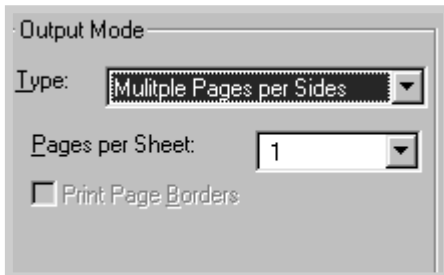 Output Mode
Type: Mulitple Pages per Sides
Pages per Sheet: 1
Print Page Borders